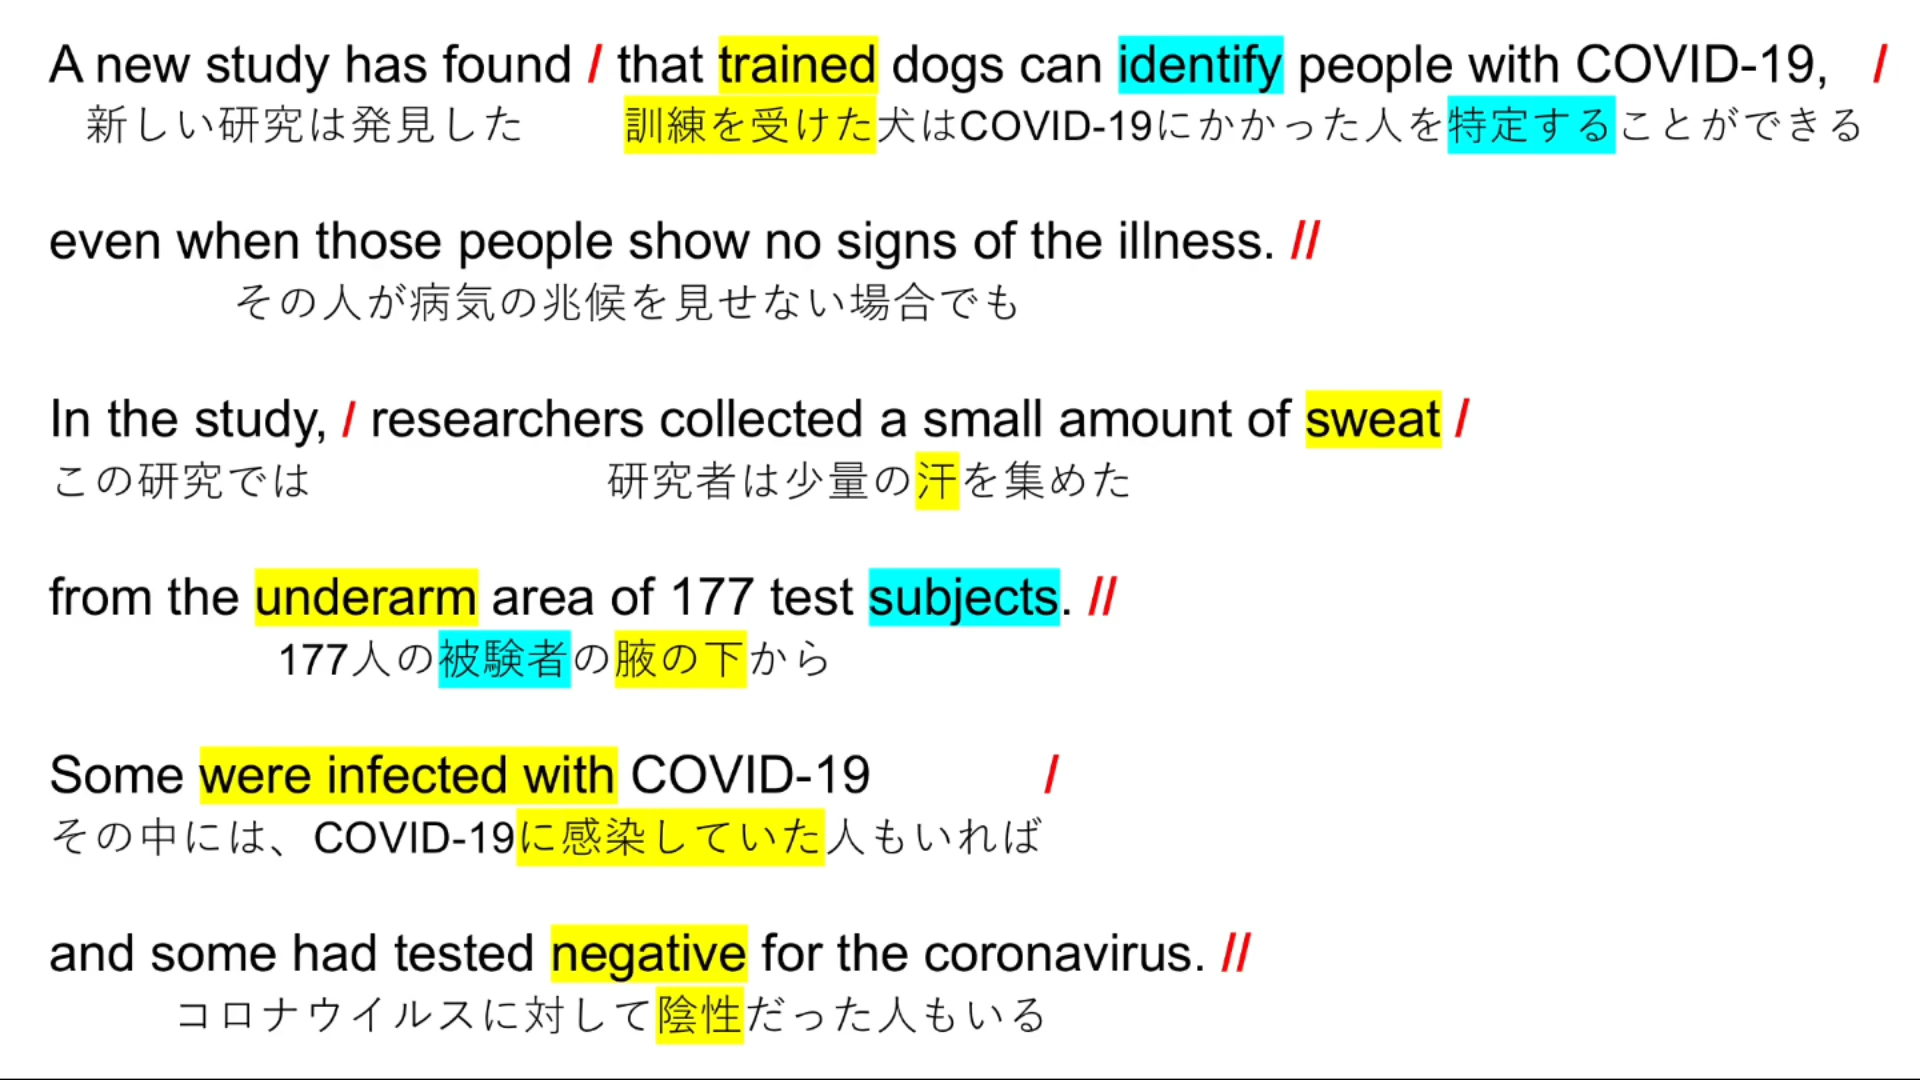 A new study has found / that trained dogs can identify people with COVID-19, /
新しい研究は発見した 訓練を受けた犬はCOVID-19にかかった人を特定することができる
even when those people show no signs of the illness. //
その人が病気の兆候を見せない場合でも
In the study, / researchers collected a small amount of sweat /
この研究では 研究者は少量の汗を集めた
from the underarm area of 177 test subjects. //
177人の被験者の腋の下から
Some were infected with COVID-19 /
その中には、COVID-19に感染していた人もいれば
and some had tested negative for the coronavirus. //
コロナウイルスに対して陰性だった人もいる